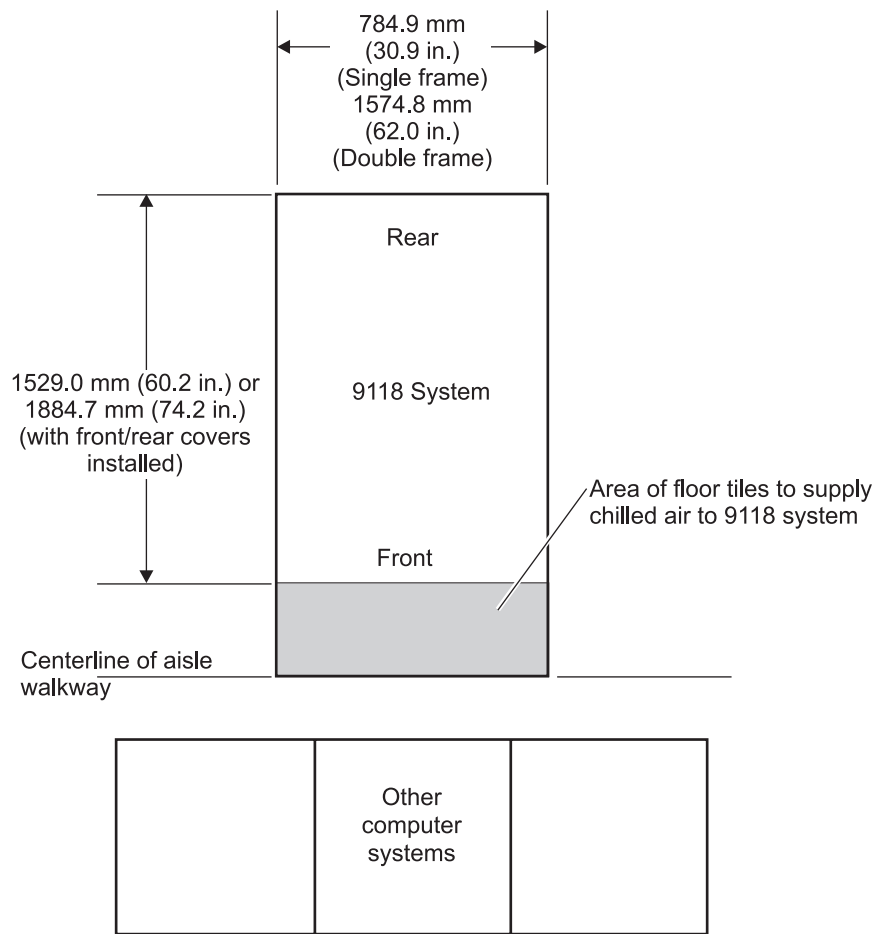 784.9 mm
(30.9 in.)
(Single frame)
1574.8 mm
(62.0 in.)
(Double frame)
Rear
1529.0 mm (60.2 in.) or
1884.7 mm (74.2 in.)
(with front/rear covers
installed)
9118 System
Area of floor tiles to supply
chilled air to 9118 system
Front
Centerline of aisle
walkway
Other
computer
systems